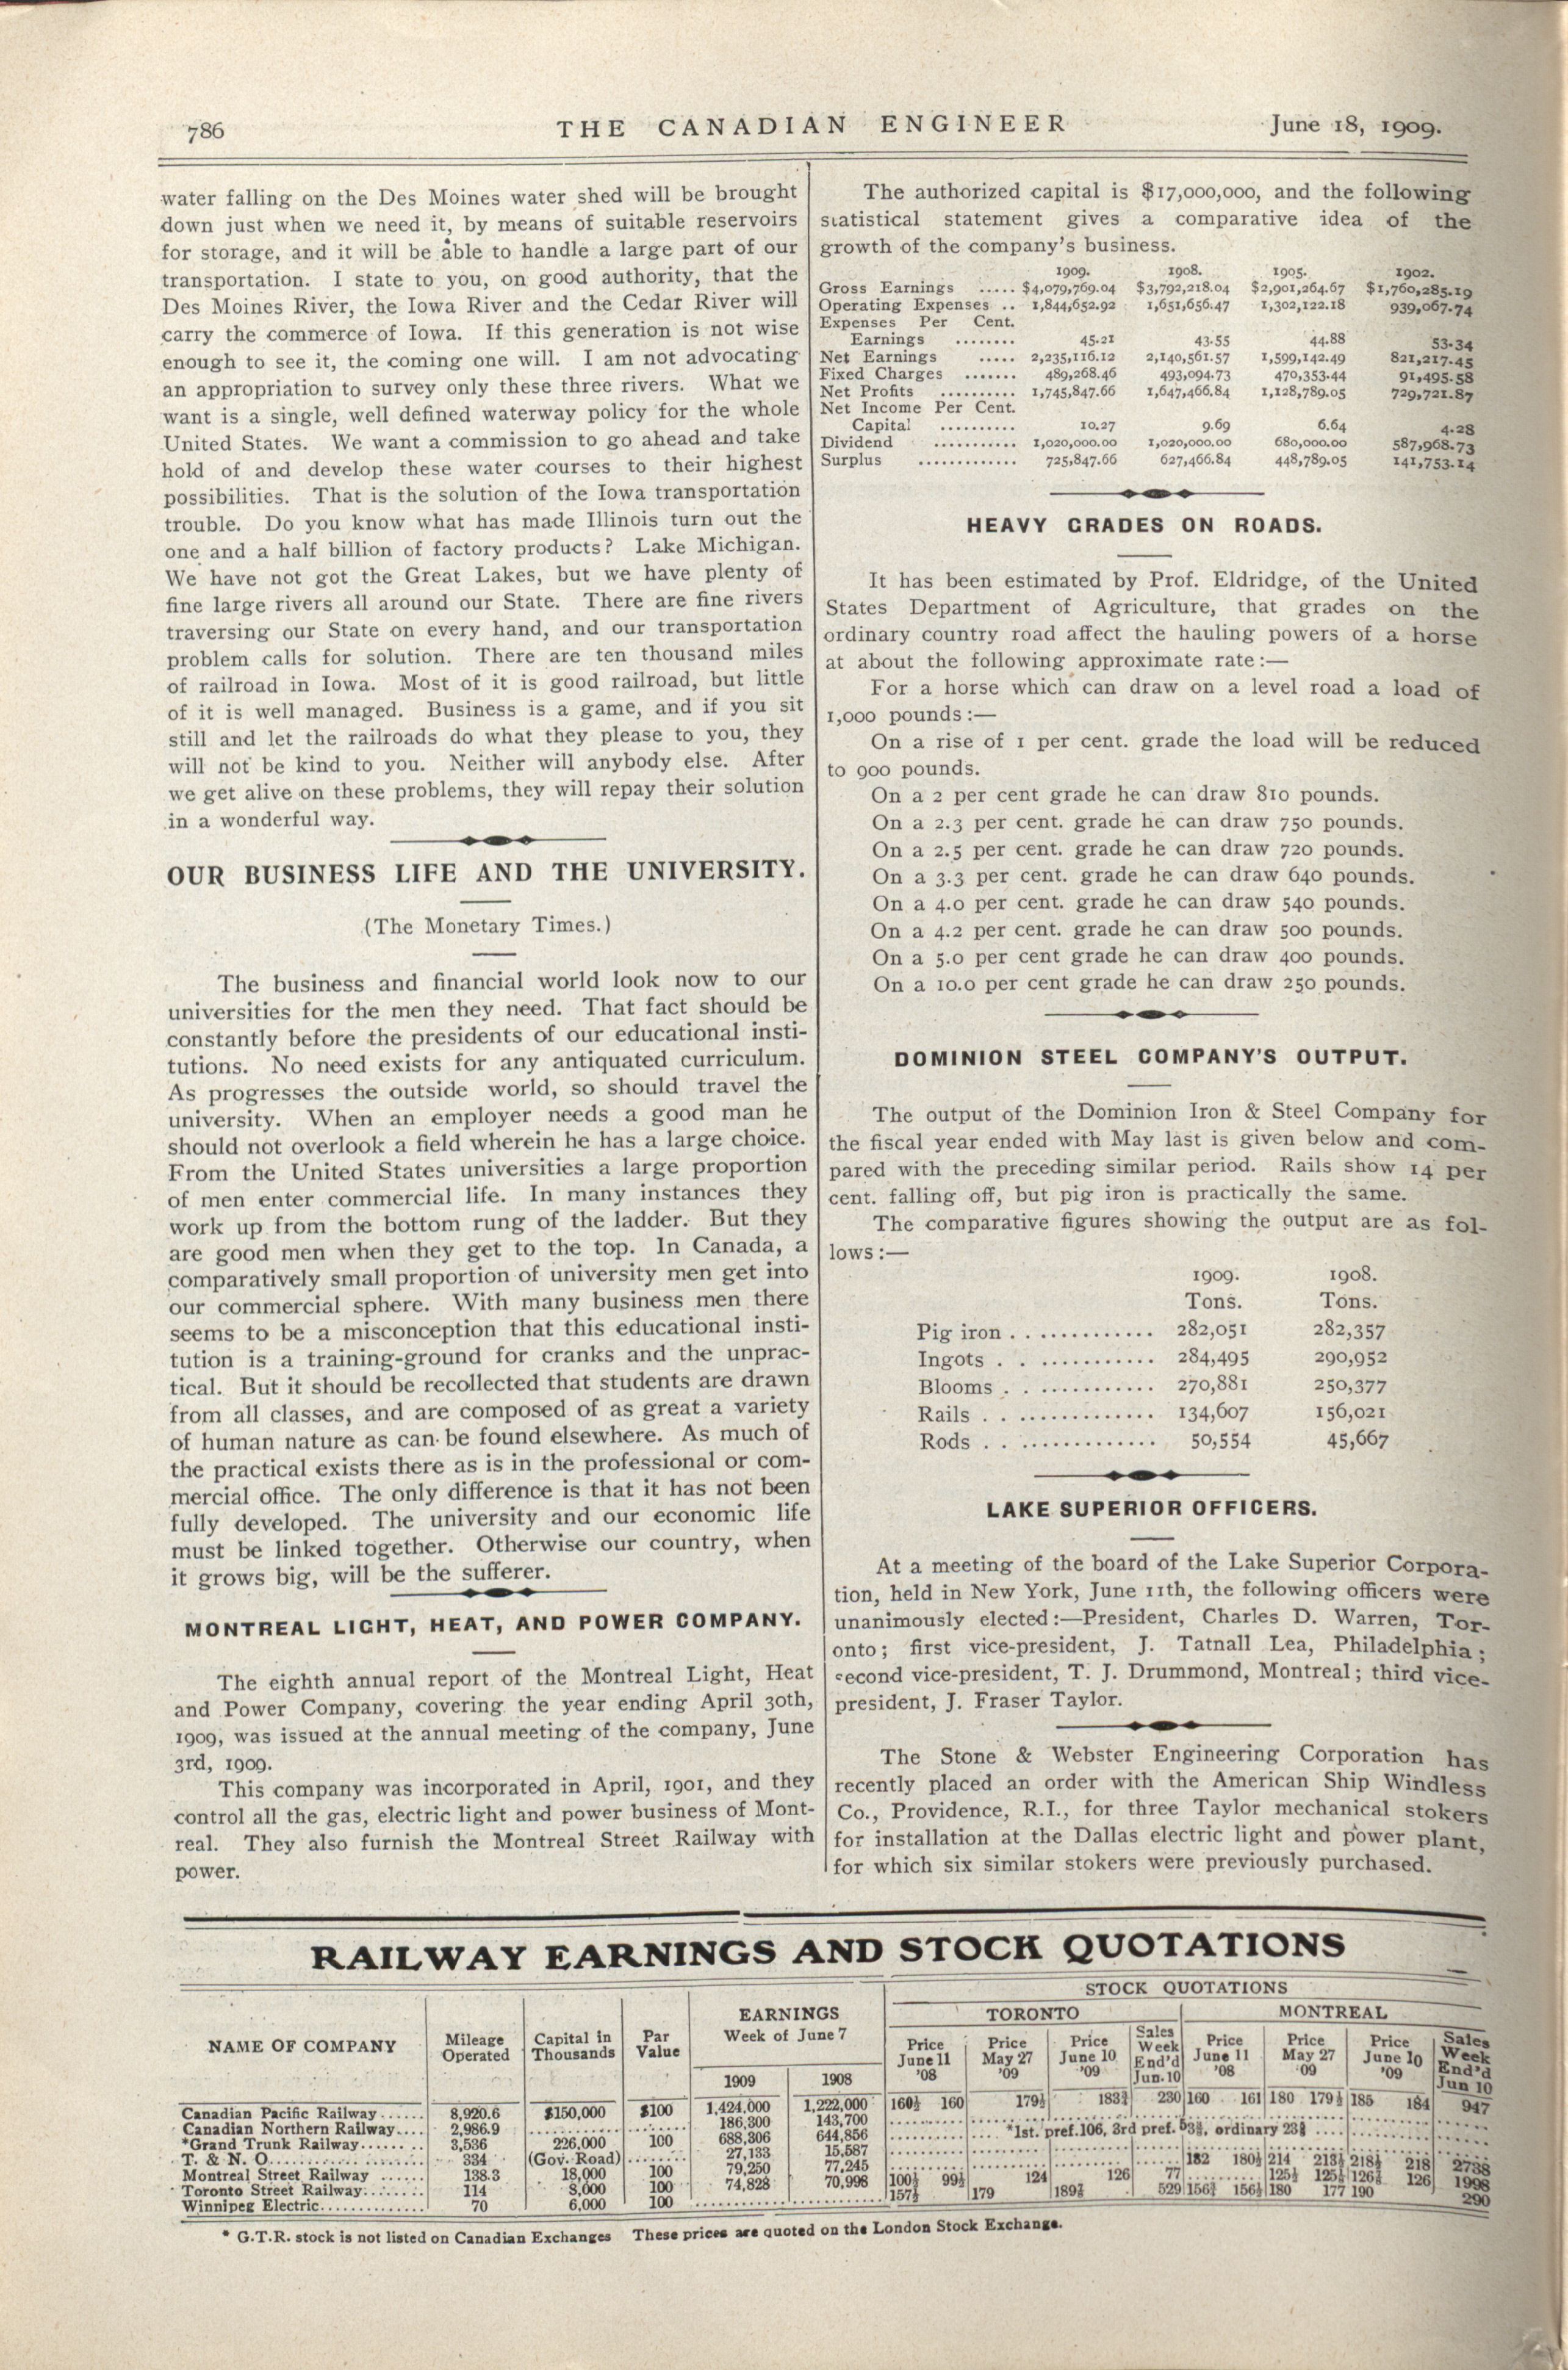 786
THE CANADIAN ENGINEER
June 18, 1909.
water falling on the Des Moines water shed will be brought
down just when we need it, by means of suitable reservoirs
for storage, and it will be able to handle a large part of our
transportation. I state to you, on good authority, that the
Des Moines River, the Iowa River and the Cedar River will
carry the commerce of Iowa. If this generation is not wise
enough to see it, the coming one will. I am not advocating
an appropriation to survey only these three rivers. What we
want is a single, well defined waterway policy for the whole
United States. We want a commission to go ahead and take
hold of and develop these water courses to their highest
possibilities. That is the solution of the Iowa transportation
trouble. Do you know what has made Illinois turn out the
one and a half billion of factory products? Lake Michigan.
We have not got the Great Lakes, but we have plenty of
fine large rivers all around our State. There are fine rivers
traversing our State on every hand, and our transportation
problem calls for solution. There are ten thousand miles
of railroad in Iowa. Most of it is good railroad, but little
of it is well managed. Business is a game, and if you sit
still and let the railroads do what they please to you, they
will not be kind to you. Neither will anybody else. After
we get alive on these problems, they will repay their solution
in a wonderful way.
OUR BUSINESS LIFE AND THE UNIVERSITY.
(The Monetary Times.)
The business and financial world look now to our
universities for the men they need. That fact should be
constantly before the presidents of our educational insti-
tutions. No need exists for any antiquated curriculum.
As progresses the outside world, so should travel the
university. When an employer needs a good man he
should not overlook a field wherein he has a large choice.
From the United States universities a large proportion
of men enter commercial life. In many instances they
work up from the bottom rung of the ladder. But they
are good men when they get to the top. In Canada, a
comparatively small proportion of university men get into
our commercial sphere. With many business men there
seems to be a misconception that this educational insti-
tution is a training-ground for cranks and the unprac-
tical. But it should be recollected that students are drawn
from all classes, and are composed of as great a variety
of human nature as can be found elsewhere. As much of
the practical exists there as is in the professional or com-
mercial office. The only difference is that it has not been
fully developed. The university and our economic life
must be linked together. Otherwise our country, when
it grows big, will be the sufferer.
MONTREAL LIGHT, HEAT, AND POWER COMPANY.
The eighth annual report of the Montreal Light, Heat
and Power Company, covering the year ending April 30th,
1909, was issued at the annual meeting of the company, June
3rd, 1909.
This company was incorporated in April, 1901, and they
control all the gas, electric light and power business of Mont-
real. They also furnish the Montreal Street Railway with
power.
The authorized capital is $17,000,000, and the following
statistical statement gives a comparative idea of the
growth of the company's business.
1909. 1908. 1905. 1902.
Gross Earnings ..... $4,079,769.04 $3,792,218.04 $2,901,264.67 $1,760,285.19
Operating Expenses .. 1,844,652.92 1,651,656.47 1,302,122.18 939,067.74
Expenses Per Cent.
Earnings ........ 45.21 43.55 44.88 53.34
Net Earnings ..... 2,235,116.12 2,140,561.57 1,599,142.49 821,217.45
Fixed Charges ....... 489,268.46 493,094.73 470,353.44 91,495.58
Net Profits .......... 1,745,847.66 1,647,466.84 1,128,789.05 729,721.87
Net Income Per Cent.
Capital .......... 10.27 9.69 6.64 4.28
Dividend ........... 1,020,000.00 1,020,000.00 680,000.00 587,968.73
Surplus ............. 725,847.66 627,466.84 448,789.05 141,753.14
HEAVY GRADES ON ROADS.
It has been estimated by Prof. Eldridge, of the United
States Department of Agriculture, that grades on the
ordinary country road affect the hauling powers of a horse
at about the following approximate rate:—
For a horse which can draw on a level road a load of
1,000 pounds:—
On a rise of 1 per cent. grade the load will be reduced
to 900 pounds.
On a 2 per cent grade he can draw 810 pounds.
On a 2.3 per cent. grade he can draw 750 pounds.
On a 2.5 per cent. grade he can draw 720 pounds.
On a 3.3 per cent. grade he can draw 640 pounds.
On a 4.0 per cent. grade he can draw 540 pounds.
On a 4.2 per cent. grade he can draw 500 pounds.
On a 5.0 per cent grade he can draw 400 pounds.
On a 10.0 per cent grade he can draw 250 pounds.
DOMINION STEEL COMPANY'S OUTPUT.
The output of the Dominion Iron & Steel Company for
the fiscal year ended with May last is given below and com-
pared with the preceding similar period. Rails show 14 per
cent. falling off, but pig iron is practically the same.
The comparative figures showing the output are as fol-
lows:—
1909. 1908.
Tons. Tons.
Pig iron . . ............ 282,051 282,357
Ingots . . ........... 284,495 290,952
Blooms . . ............ 270,881 250,377
Rails . . .............. 134,607 156,021
Rods . . .............. 50,554 45,667
LAKE SUPERIOR OFFICERS.
At a meeting of the board of the Lake Superior Corpora-
tion, held in New York, June 11th, the following officers were
unanimously elected:—President, Charles D. Warren, Tor-
onto; first vice-president, J. Tatnall Lea, Philadelphia;
second vice-president, T. J. Drummond, Montreal; third vice-
president, J. Fraser Taylor.
The Stone & Webster Engineering Corporation has
recently placed an order with the American Ship Windless
Co., Providence, R.I., for three Taylor mechanical stokers
for installation at the Dallas electric light and power plant,
for which six similar stokers were previously purchased.
RAILWAY EARNINGS AND STOCK QUOTATIONS
STOCK QUOTATIONS
EARNINGS TORONTO MONTREAL
NAME OF COMPANY Mileage Operated Capital in Thousands Par Value Week of June 7 Price June 11 '08 Price May 27 '09 Price June 10 '09 Sales Week End'd Jun. 10 Price June 11 '08 Price May 27 '09 Price June 10 '09 Sales Week End'd Jun 10
1909 1908
Canadian Pacific Railway...... 8,920.6 $150,000 $100 1,424,000 1,222,000 160½ 160 179½ 183¾ 230 160 161 180 179½ 185 184 947
Canadian Northern Railway.... 2,986.9 186,300 143,700
*Grand Trunk Railway....... 3,536 226,000 100 688,306 644,856 *1st. pref. 106, 3rd pref. ordinary
T. & N. O. 334 (Gov. Road) 27,133 15,587
Montreal Street Railway ...... 138.3 18,000 100 79,250 77,245 182 180½ 214 213½ 218½ 218 2738
Toronto Street Railway....... 114 8,000 100 74,828 70,998 100½ 99½ 124 126 77 125½ 126 1998
Winnipeg Electric.............. 70 6,000 100 157½ 179 189½ 529 156½ 180 177 190 290
* G.T.R. stock is not listed on Canadian Exchanges These prices are quoted on the London Stock Exchange.